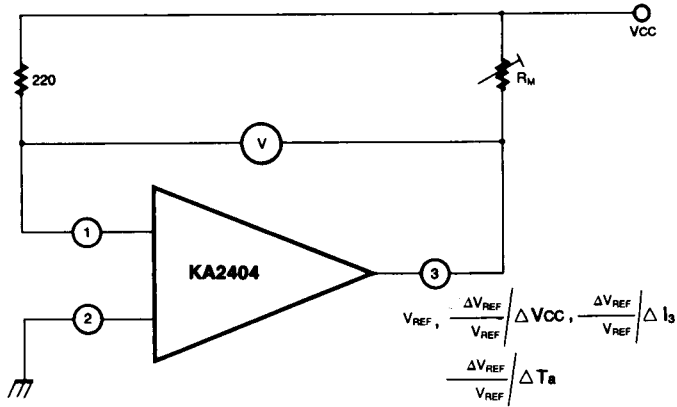 VCC
220
RM
V
1
KA2404
3
2
VREF, ΔVREF/VREF / ΔVCC, ΔVREF/VREF / ΔI3
ΔVREF/VREF / ΔTa